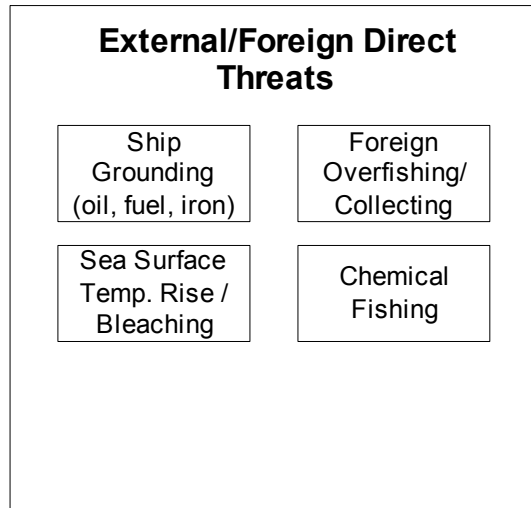 External/Foreign Direct
Threats
Ship
Grounding
(oil, fuel, iron)
Foreign
Overfishing/
Collecting
Sea Surface
Temp. Rise /
Bleaching
Chemical
Fishing